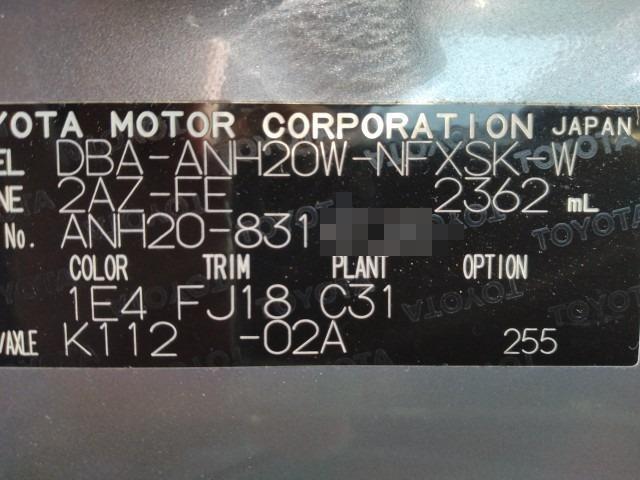 YOTA MOTOR CORPORATION JAPAN
EL DBA-ANH20W-NFXSK-W
NE 2AZ-FE 2362 mL
No. ANH20-831
COLOR TRIM PLANT OPTION
1E4 FJ18 C31
/AXLE K112 -02A 255